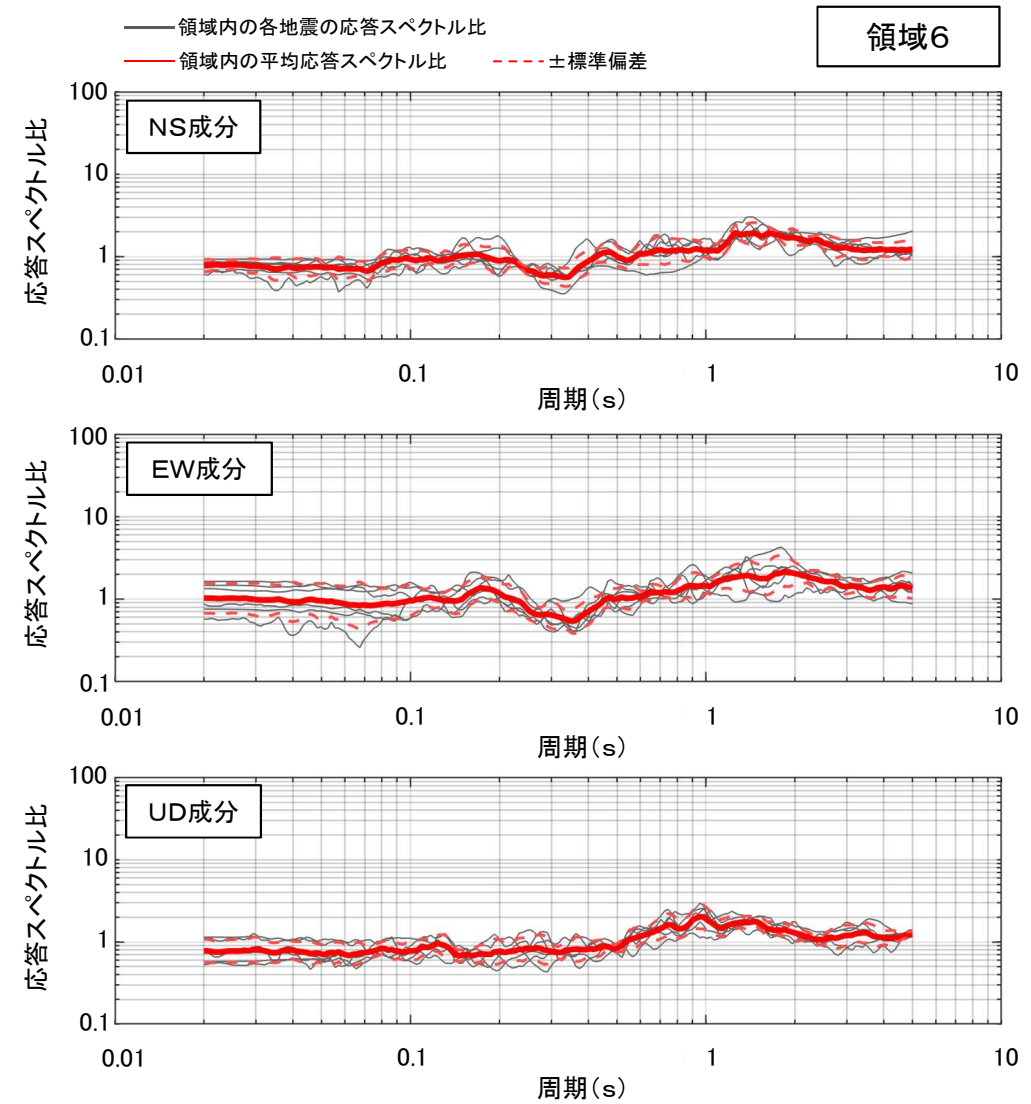 領域内の各地震の応答スペクトル比
領域内の平均応答スペクトル比 ±標準偏差
領域6
100
NS成分
10
1
0.1
応答スペクトル比
0.01 0.1 1 10
周期(s)
100
EW成分
10
1
0.1
応答スペクトル比
0.01 0.1 1 10
周期(s)
100
UD成分
10
1
0.1
応答スペクトル比
0.01 0.1 1 10
周期(s)